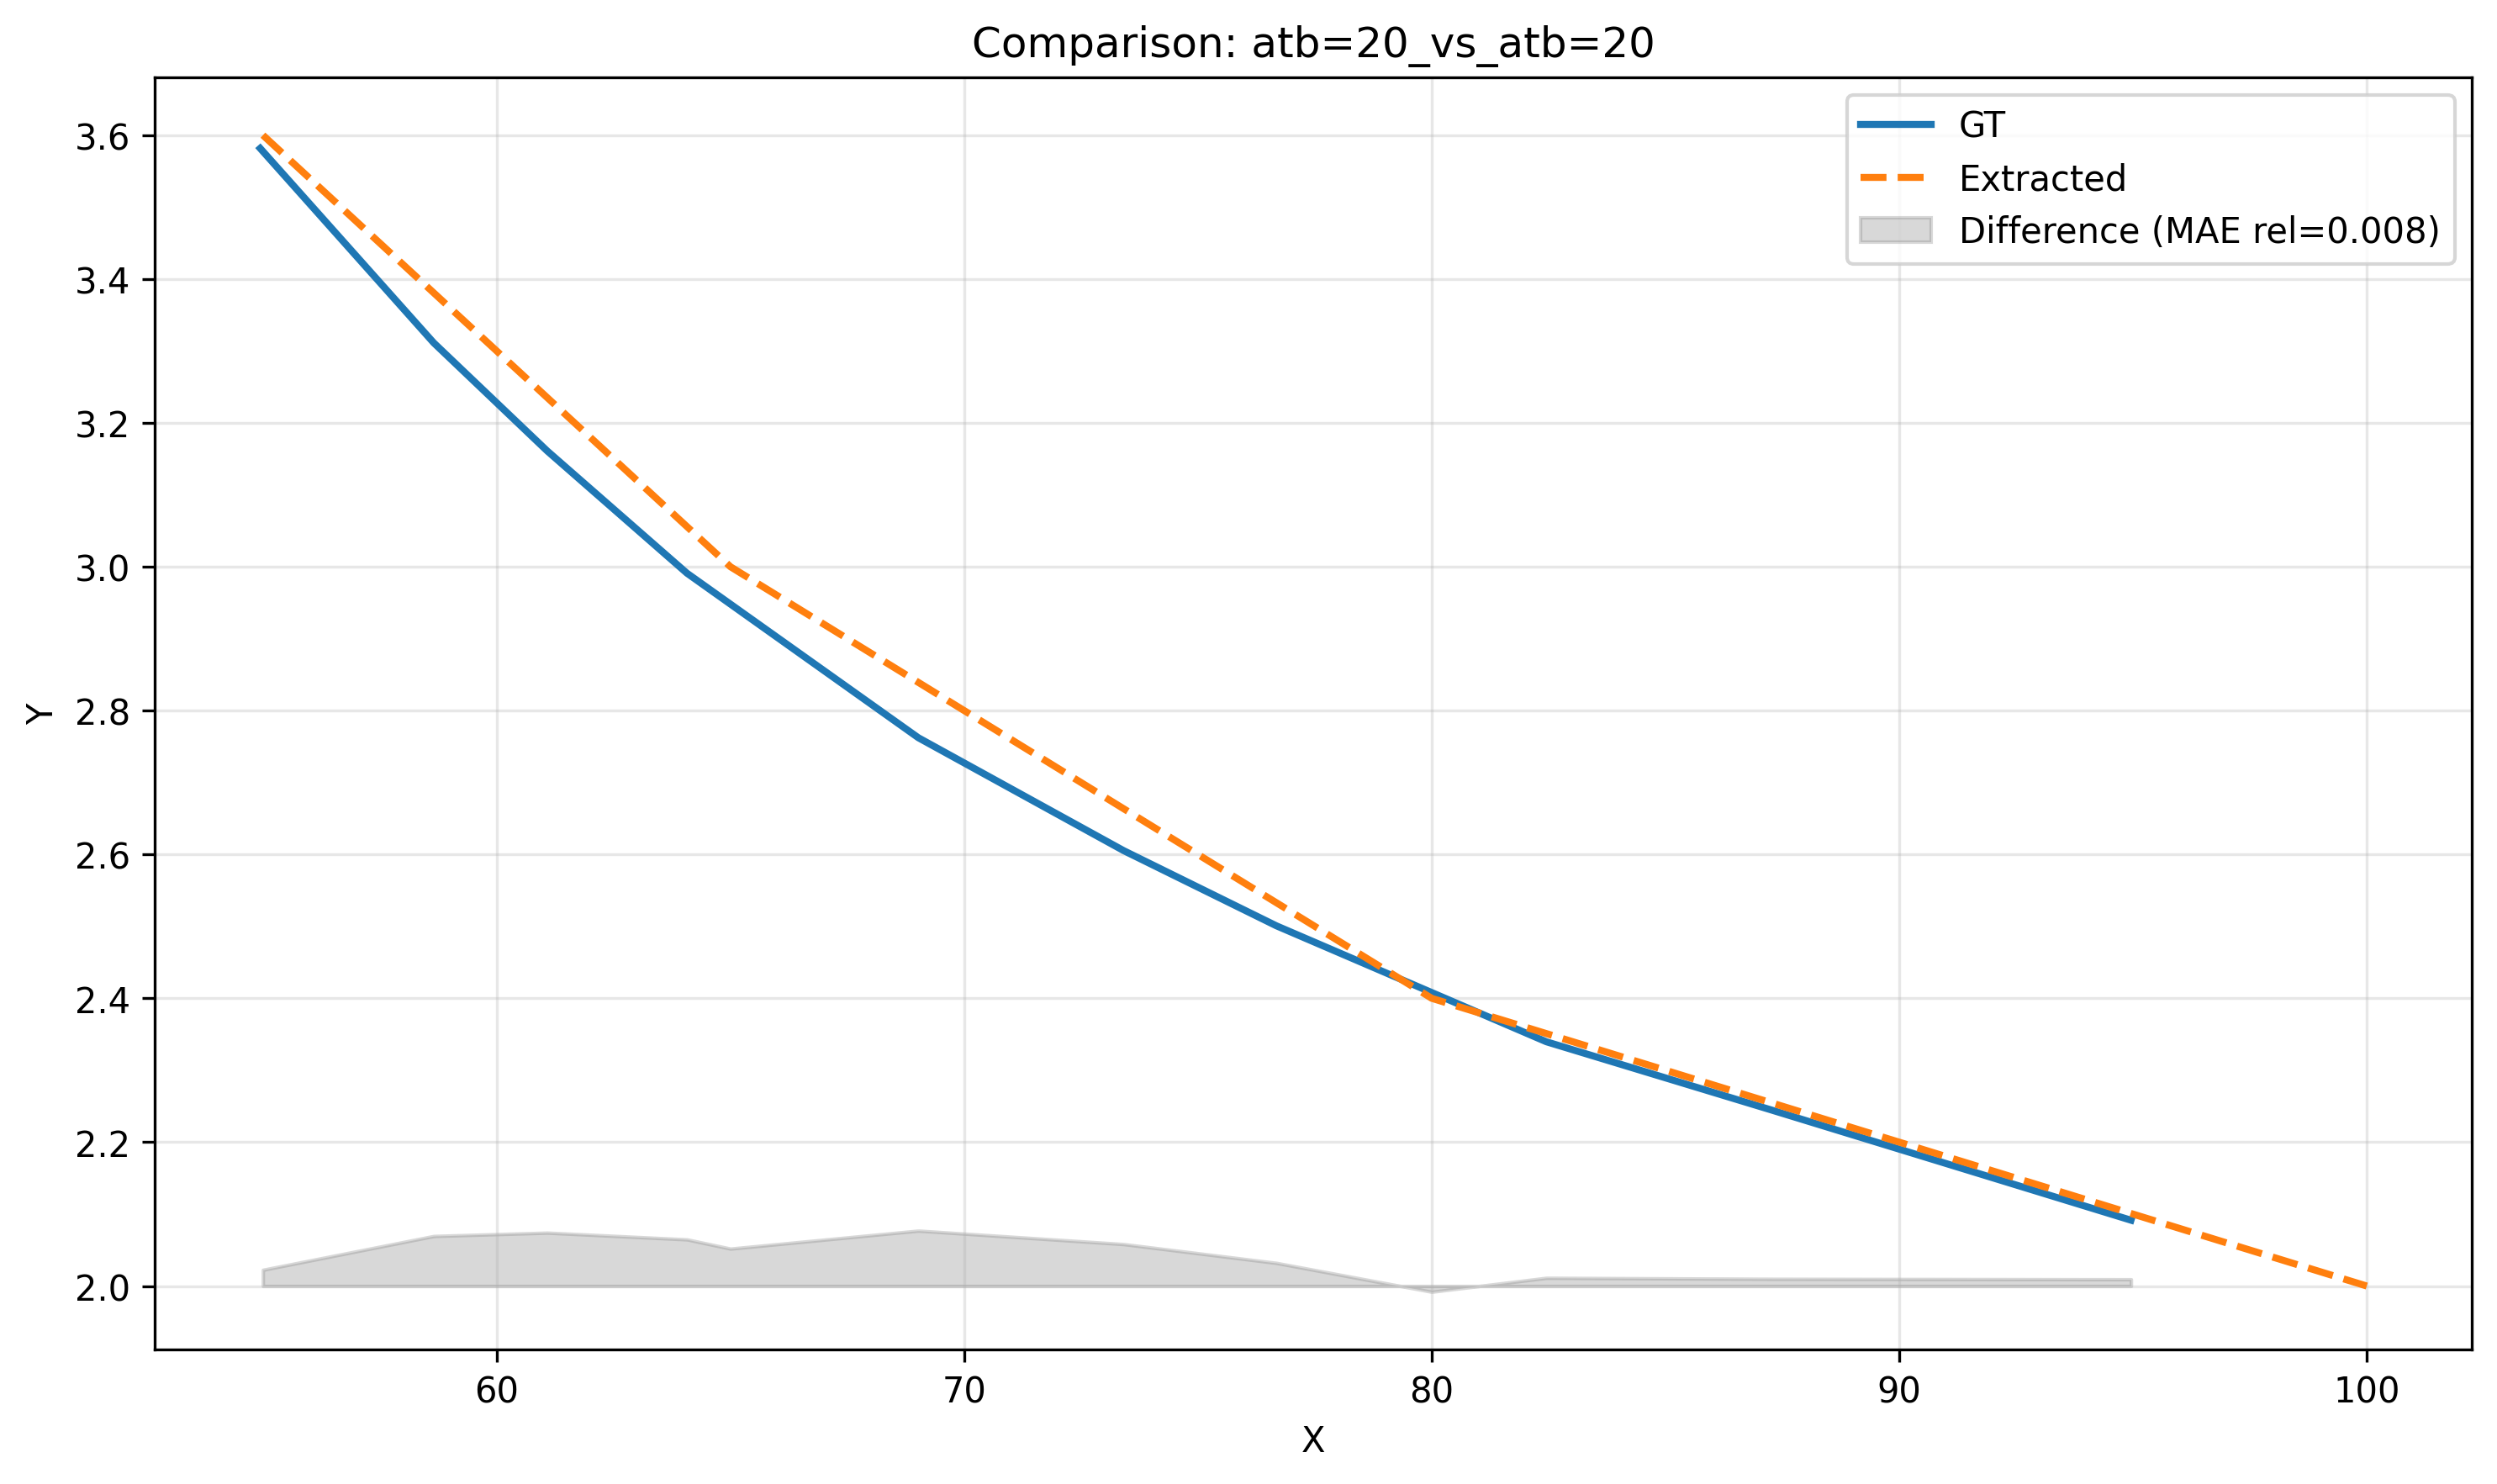 Comparison: atb=20_vs_atb=20
GT
Extracted
Difference (MAE rel=0.008)
Y
3.6
3.4
3.2
3.0
2.8
2.6
2.4
2.2
2.0
60 70 80 90 100
X